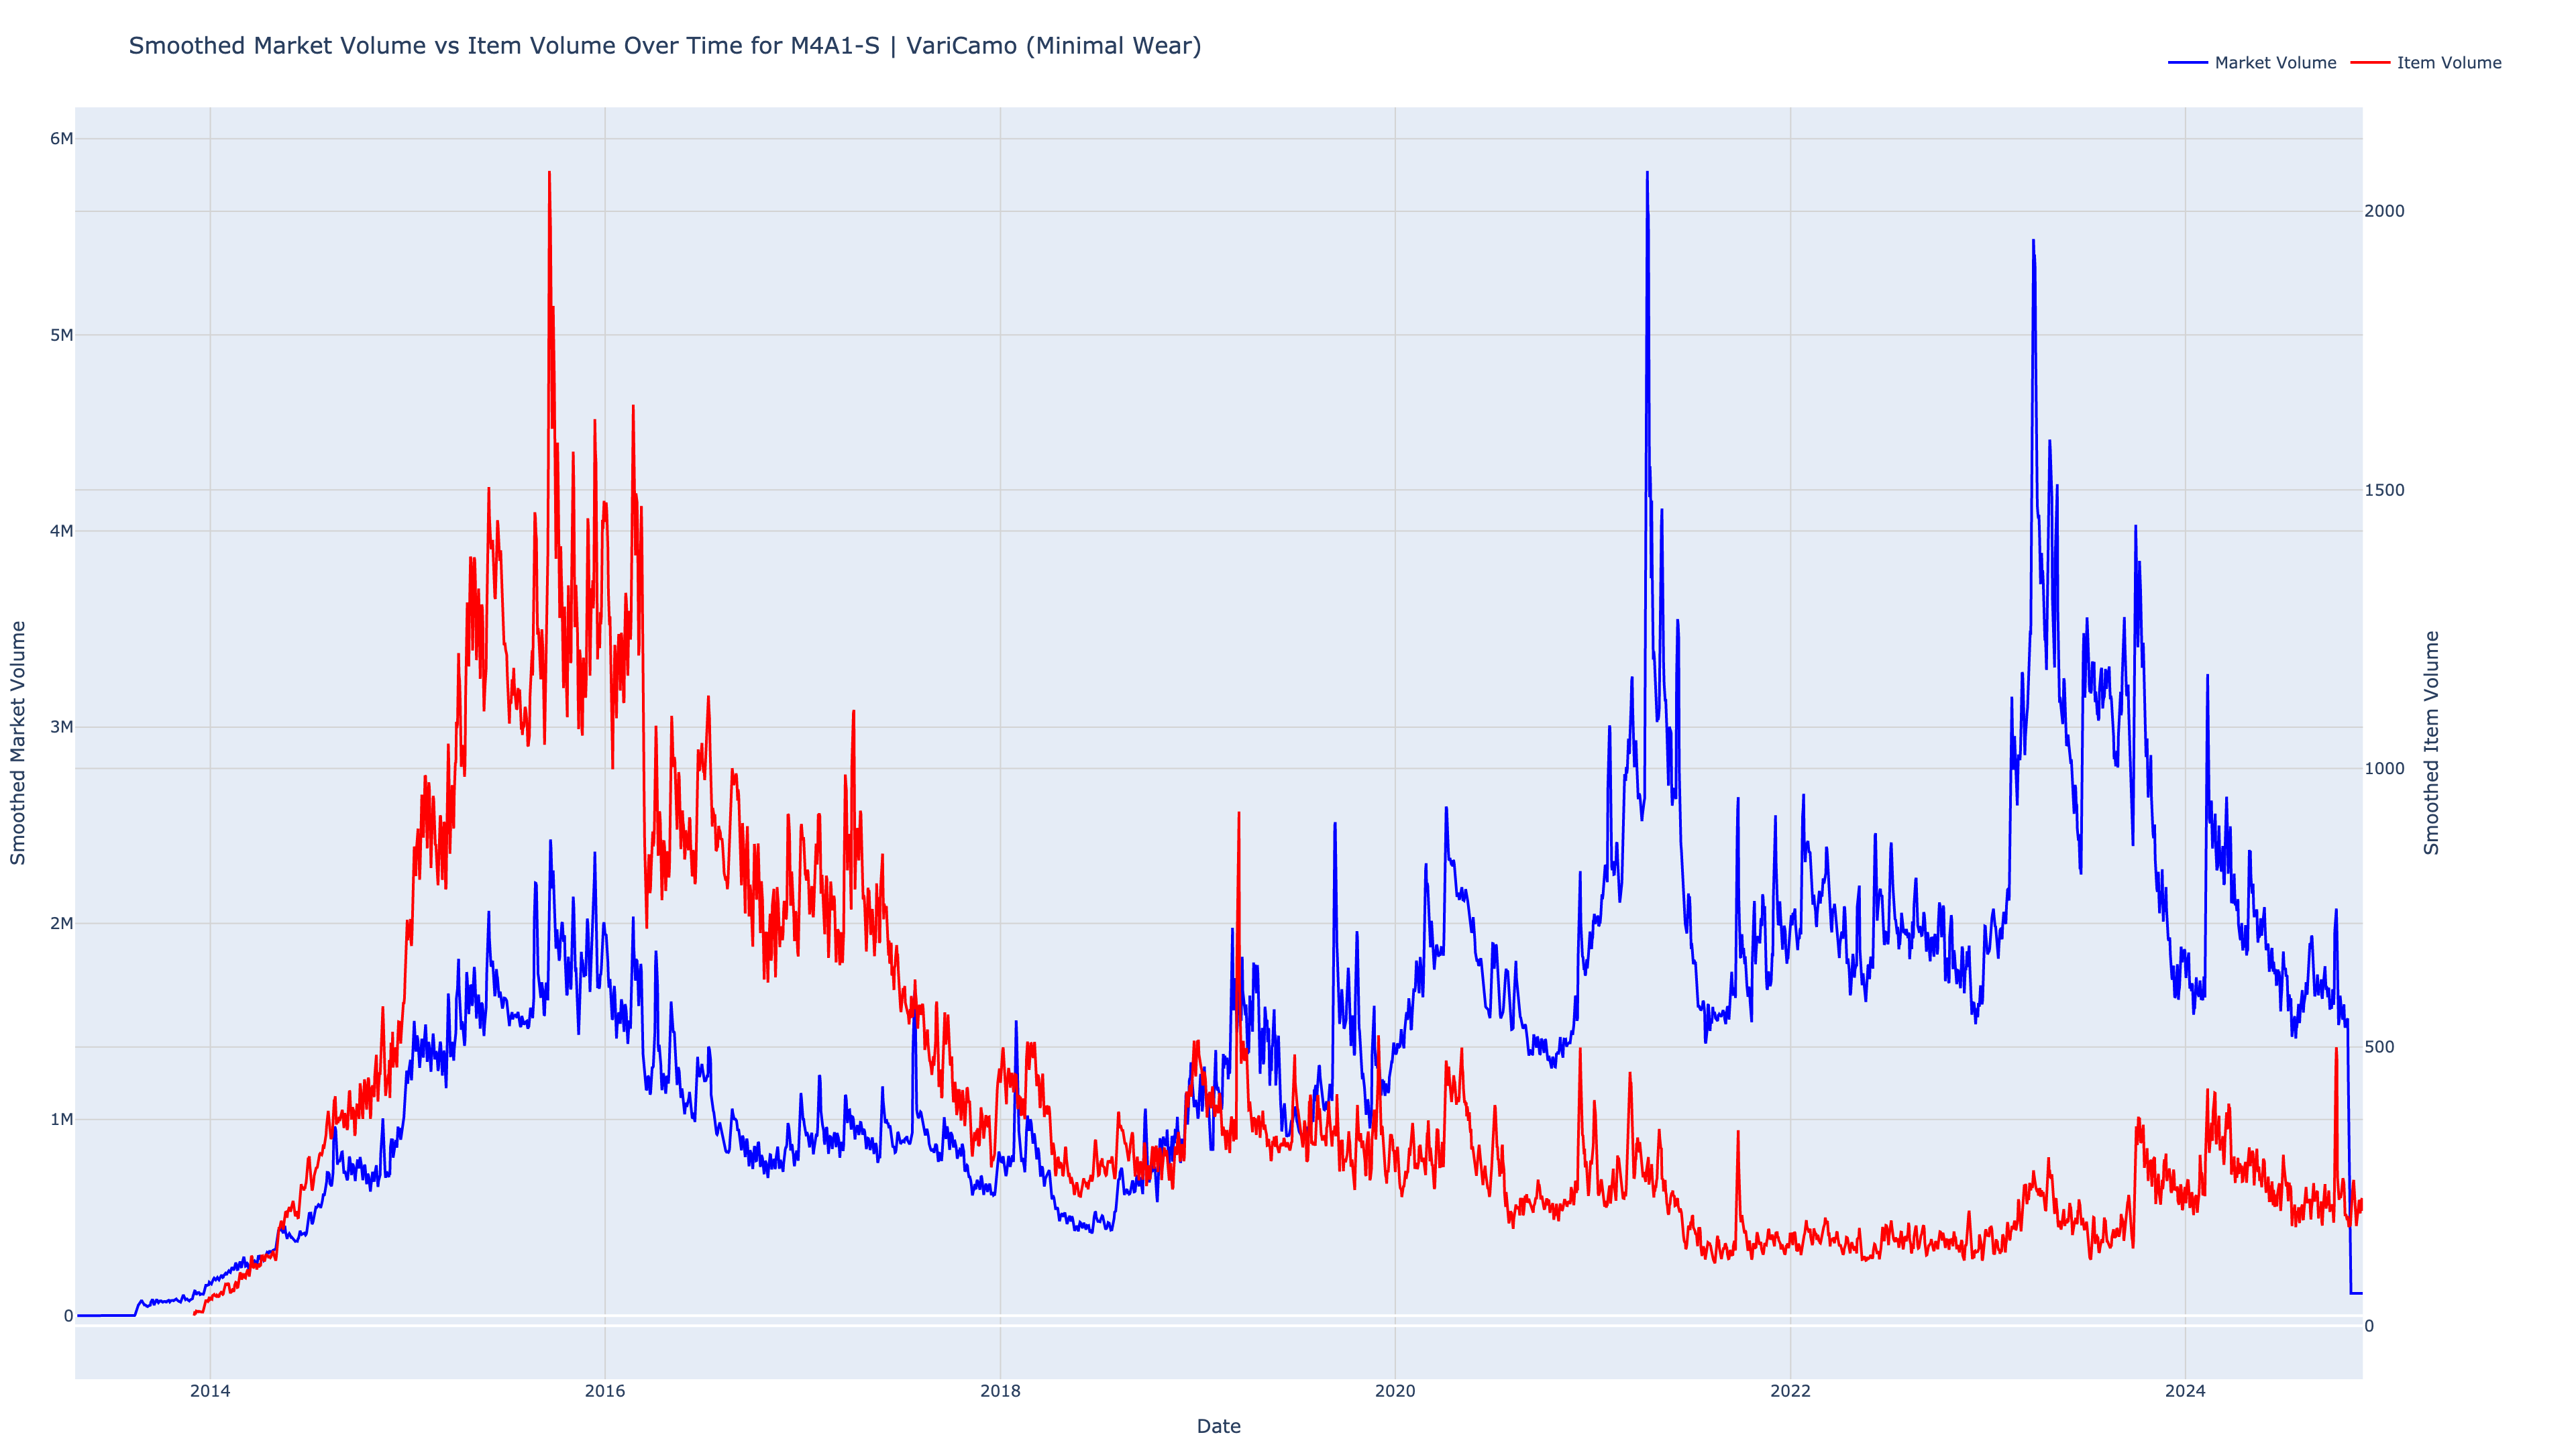 Smoothed Market Volume vs Item Volume Over Time for M4A1-S | VariCamo (Minimal Wear)
Market Volume
Item Volume
6M
5M
4M
3M
2M
1M
0
Smoothed Market Volume
2000
1500
1000
500
0
Smoothed Item Volume
2014
2016
2018
2020
2022
2024
Date